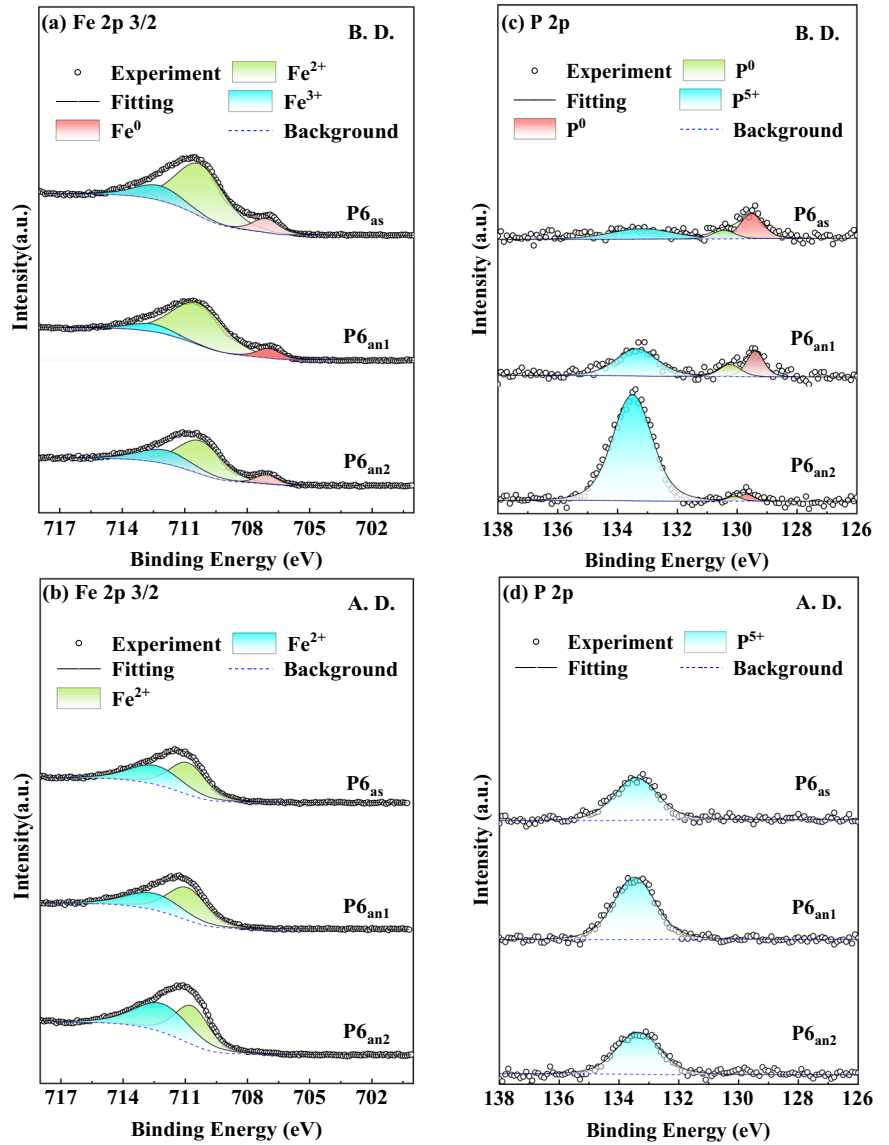 (a) Fe 2p 3/2
B. D.
Experiment
Fe2+
Fitting
Fe3+
Fe0
Background
P6as
P6an1
P6an2
Intensity(a.u.)
717 714 711 708 705 702
Binding Energy (eV)
(c) P 2p
B. D.
Experiment
P0
Fitting
P5+
P0
Background
P6as
P6an1
P6an2
Intensity (a.u.)
138 136 134 132 130 128 126
Binding Energy (eV)
(b) Fe 2p 3/2
A. D.
Experiment
Fe2+
Fitting
Background
Fe2+
P6as
P6an1
P6an2
Intensity(a.u.)
717 714 711 708 705 702
Binding Energy (eV)
(d) P 2p
A. D.
Experiment
P5+
Fitting
Background
P6as
P6an1
P6an2
Intensity (a.u.)
138 136 134 132 130 128 126
Binding Energy (eV)